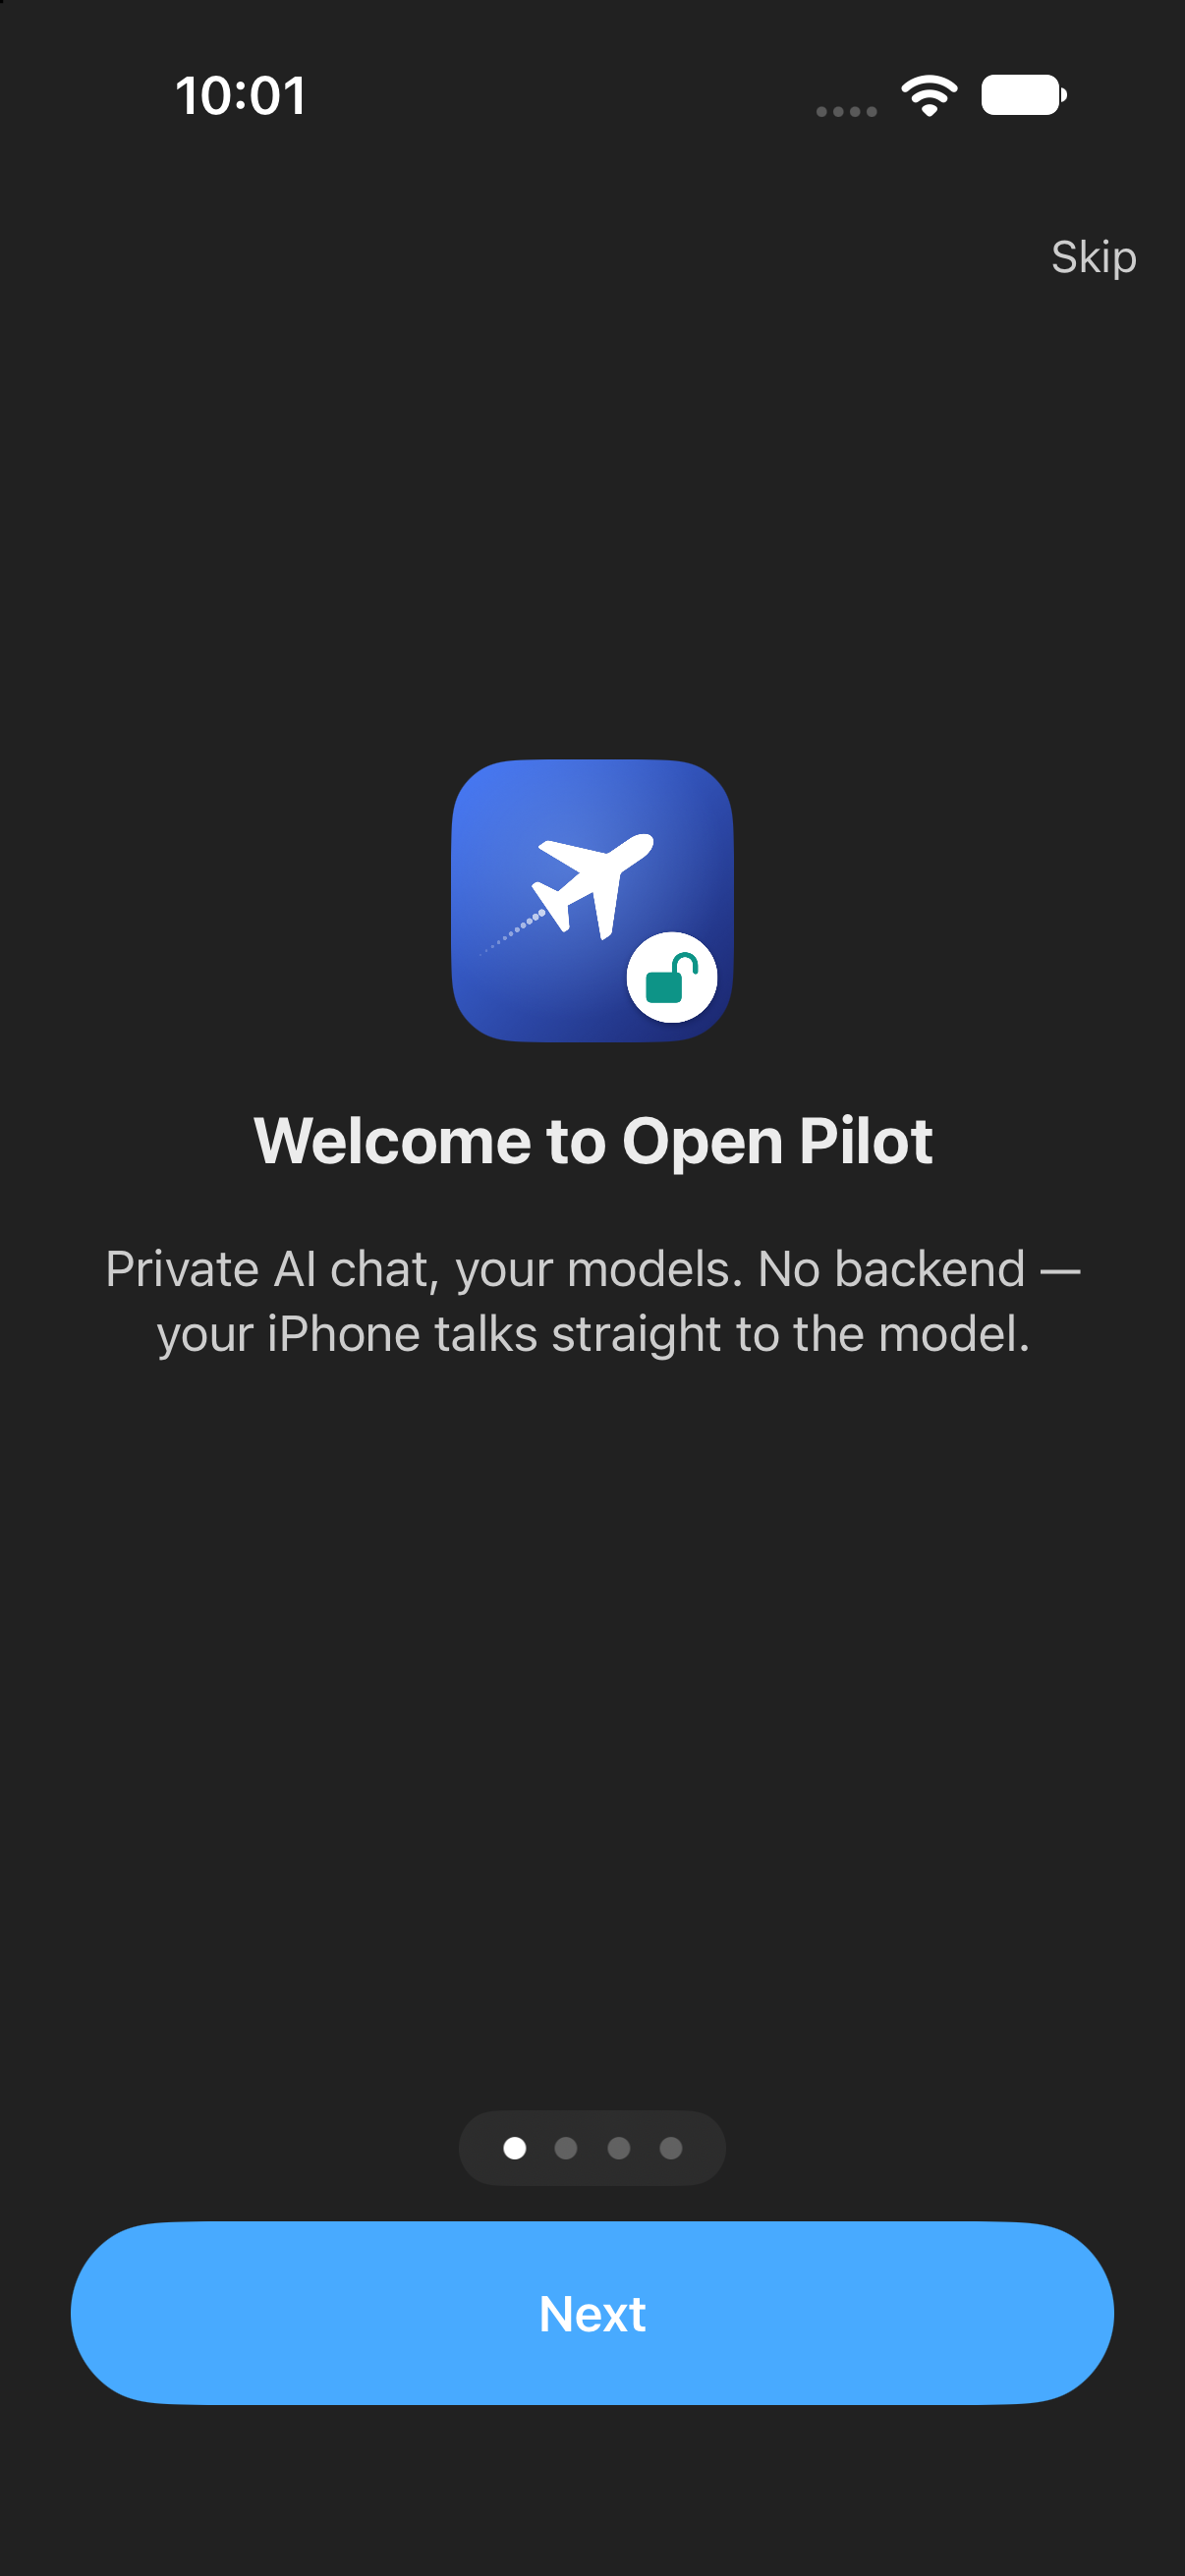 10:01
Skip
Welcome to Open Pilot
Private AI chat, your models. No backend —
your iPhone talks straight to the model.
Next